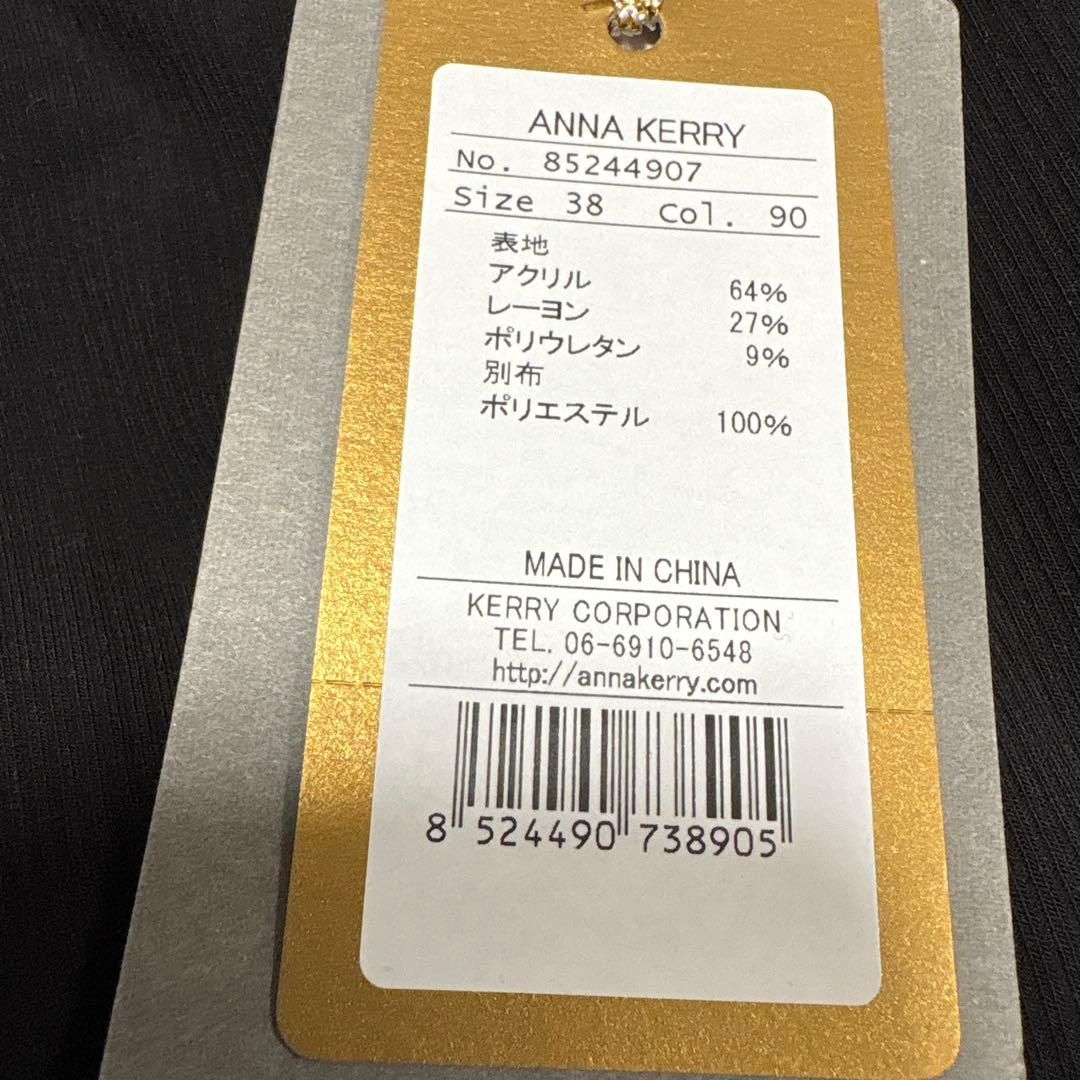 ANNA KERRY
No. 85244907
Size 38 Col. 90
表地
アクリル 64%
レーヨン 27%
ポリウレタン 9%
別布
ポリエステル 100%
MADE IN CHINA
KERRY CORPORATION
TEL. 06-6910-6548
http://annakerry.com
8 524490 738905